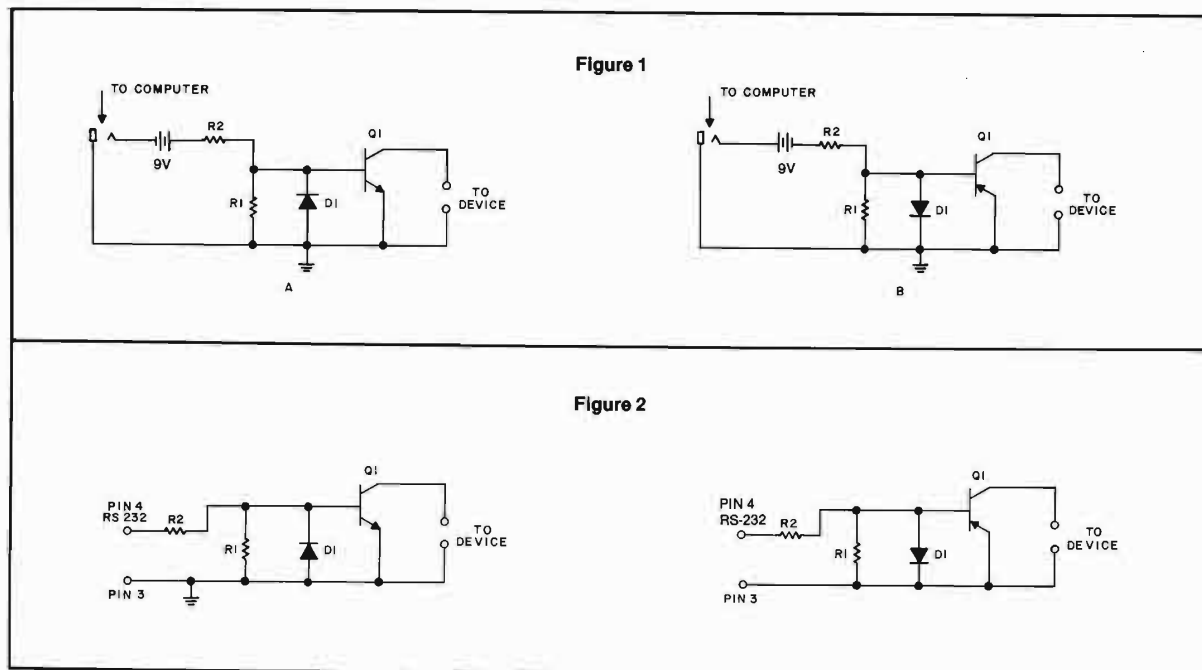 Figure 1
TO COMPUTER
R2
9V
Q1
R1
D1
TO
DEVICE
A
TO COMPUTER
R2
9V
Q1
R1
D1
TO
DEVICE
B
Figure 2
PIN 4
RS 232
R2
Q1
R1
D1
TO
DEVICE
PIN 3
PIN 4
RS-232
R2
Q1
R1
D1
TO
DEVICE
PIN 3